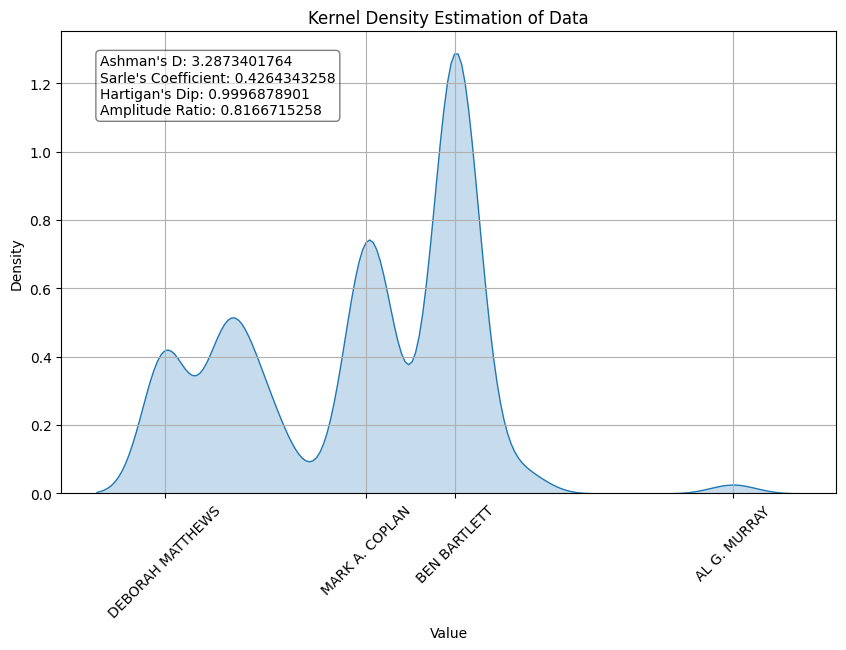 Kernel Density Estimation of Data
Ashman's D: 3.2873401764
Sarle's Coefficient: 0.4264343258
Hartigan's Dip: 0.9996878901
Amplitude Ratio: 0.8166715258
Density
1.2
1.0
0.8
0.6
0.4
0.2
0.0
DEBORAH MATTHEWS
MARK A. COPLAN
BEN BARTLETT
AL G. MURRAY
Value